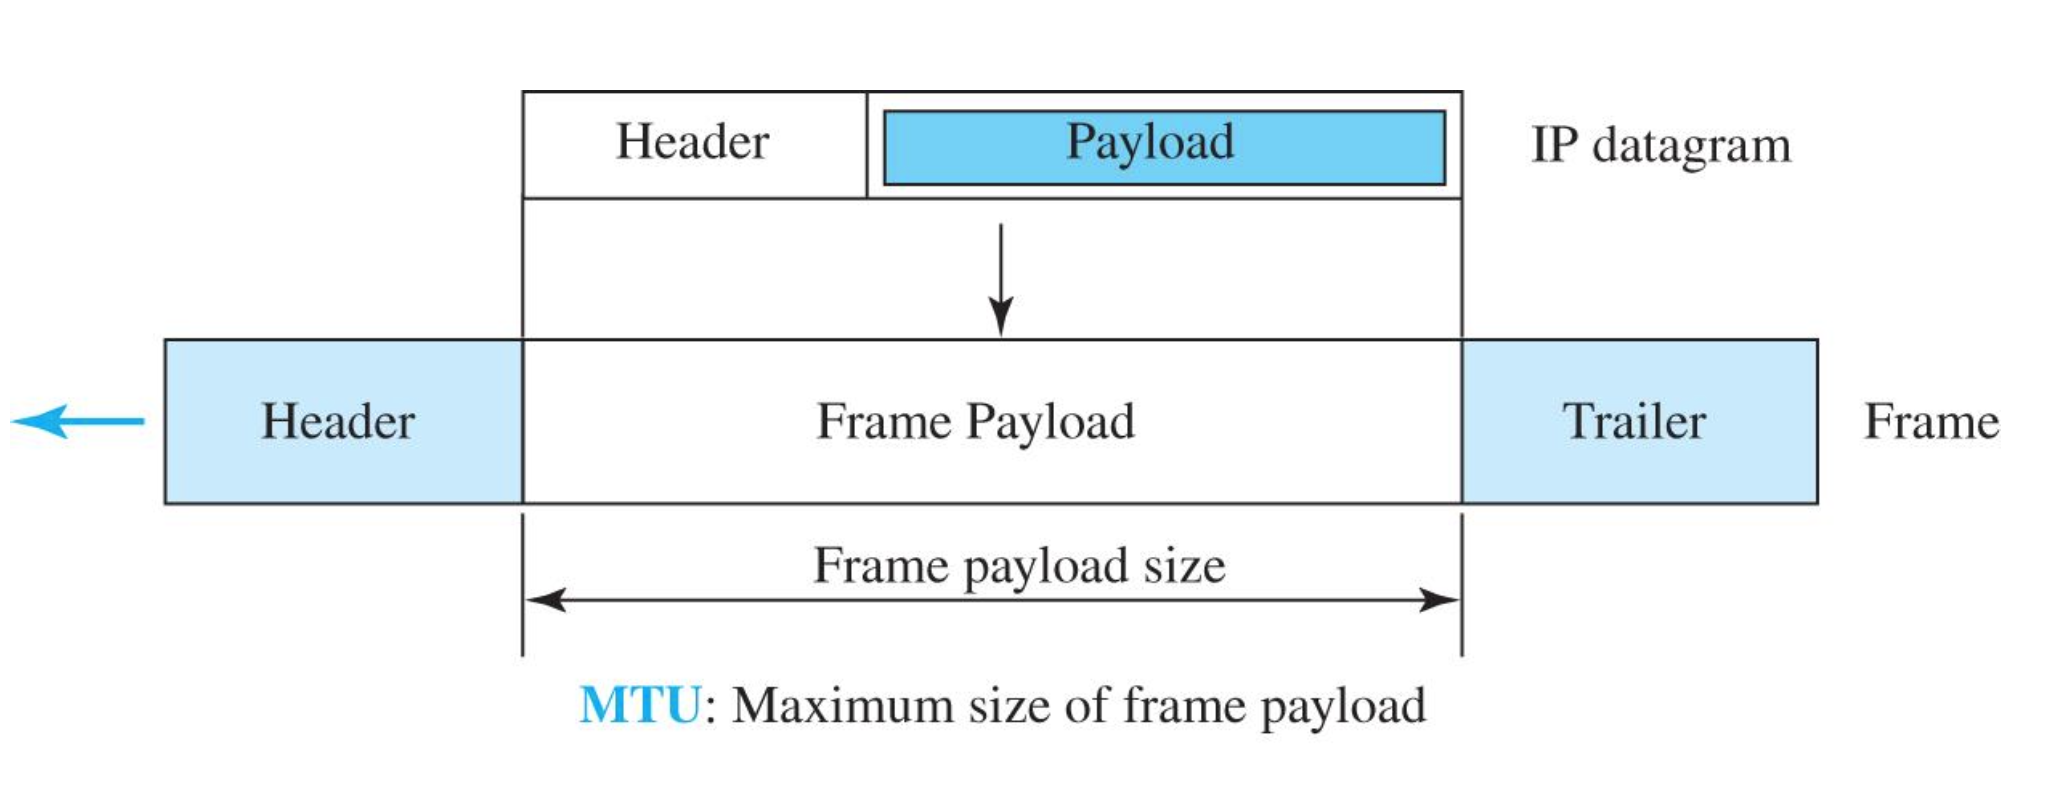 Header Payload IP datagram
Header Frame Payload Trailer Frame
Frame payload size
MTU: Maximum size of frame payload